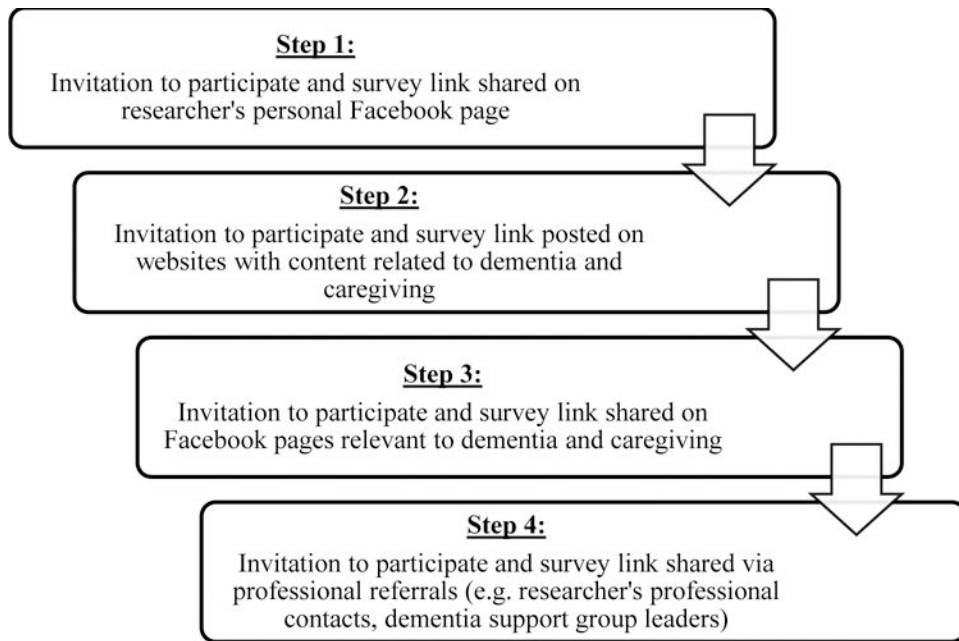 Step 1:
Invitation to participate and survey link shared on
researcher's personal Facebook page
Step 2:
Invitation to participate and survey link posted on
websites with content related to dementia and
caregiving
Step 3:
Invitation to participate and survey link shared on
Facebook pages relevant to dementia and caregiving
Step 4:
Invitation to participate and survey link shared via
professional referrals (e.g. researcher's professional
contacts, dementia support group leaders)